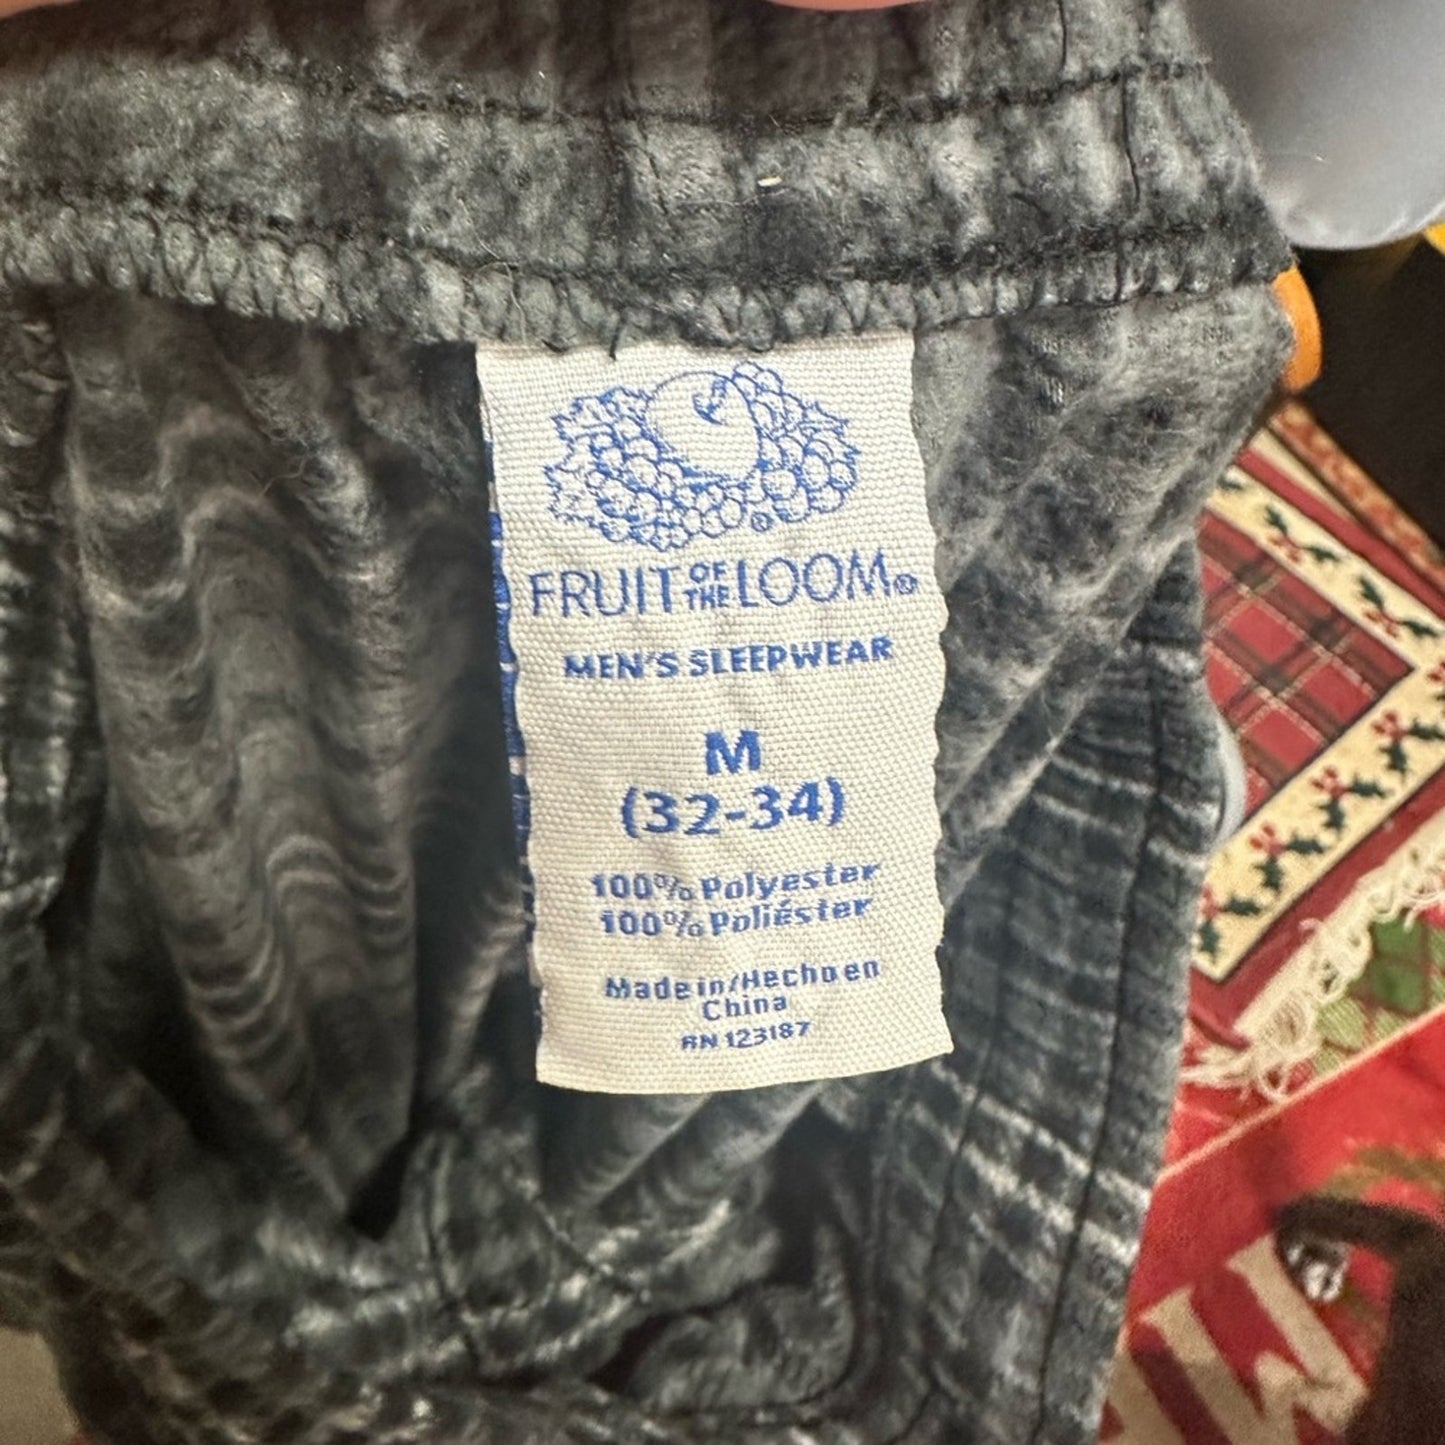 ®
FRUIT OF THE LOOM®
MEN'S SLEEPWEAR
M
(32-34)
100% Polyester
100% Poliéster
Made in/Hecho en
China
RN 123187